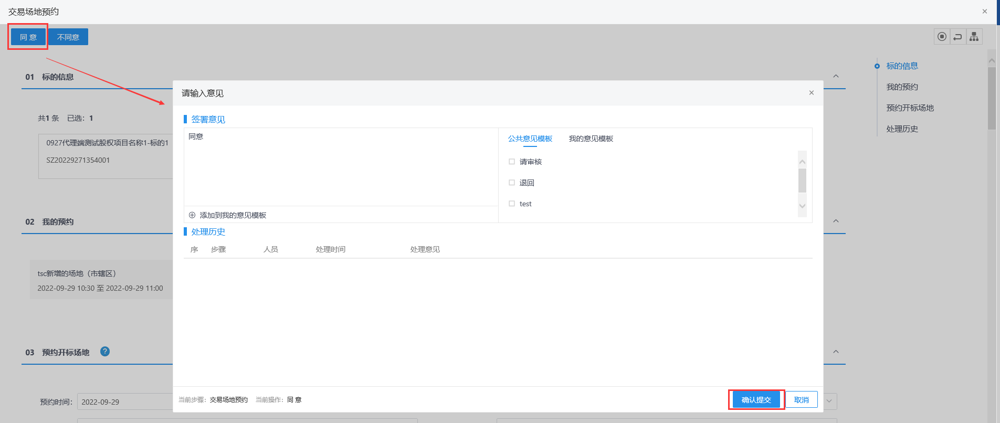 交易场地预约
同 意
不同意
01 标的信息
共1 条 已选：1
0927代理端测试股权项目名称1-标的1
SZ20229271354001
02 我的预约
tsc新增的场地（市辖区）
2022-09-29 10:30 至 2022-09-29 11:00
03 预约开标场地
预约时间：
2022-09-29
标的信息
我的预约
预约开标场地
处理历史
请输入意见
签署意见
同意
添加到我的意见模板
公共意见模板 我的意见模板
请审核
退回
test
处理历史
序 步骤 人员 处理时间 处理意见
当前步骤：交易场地预约 当前操作：同 意
确认提交
取消